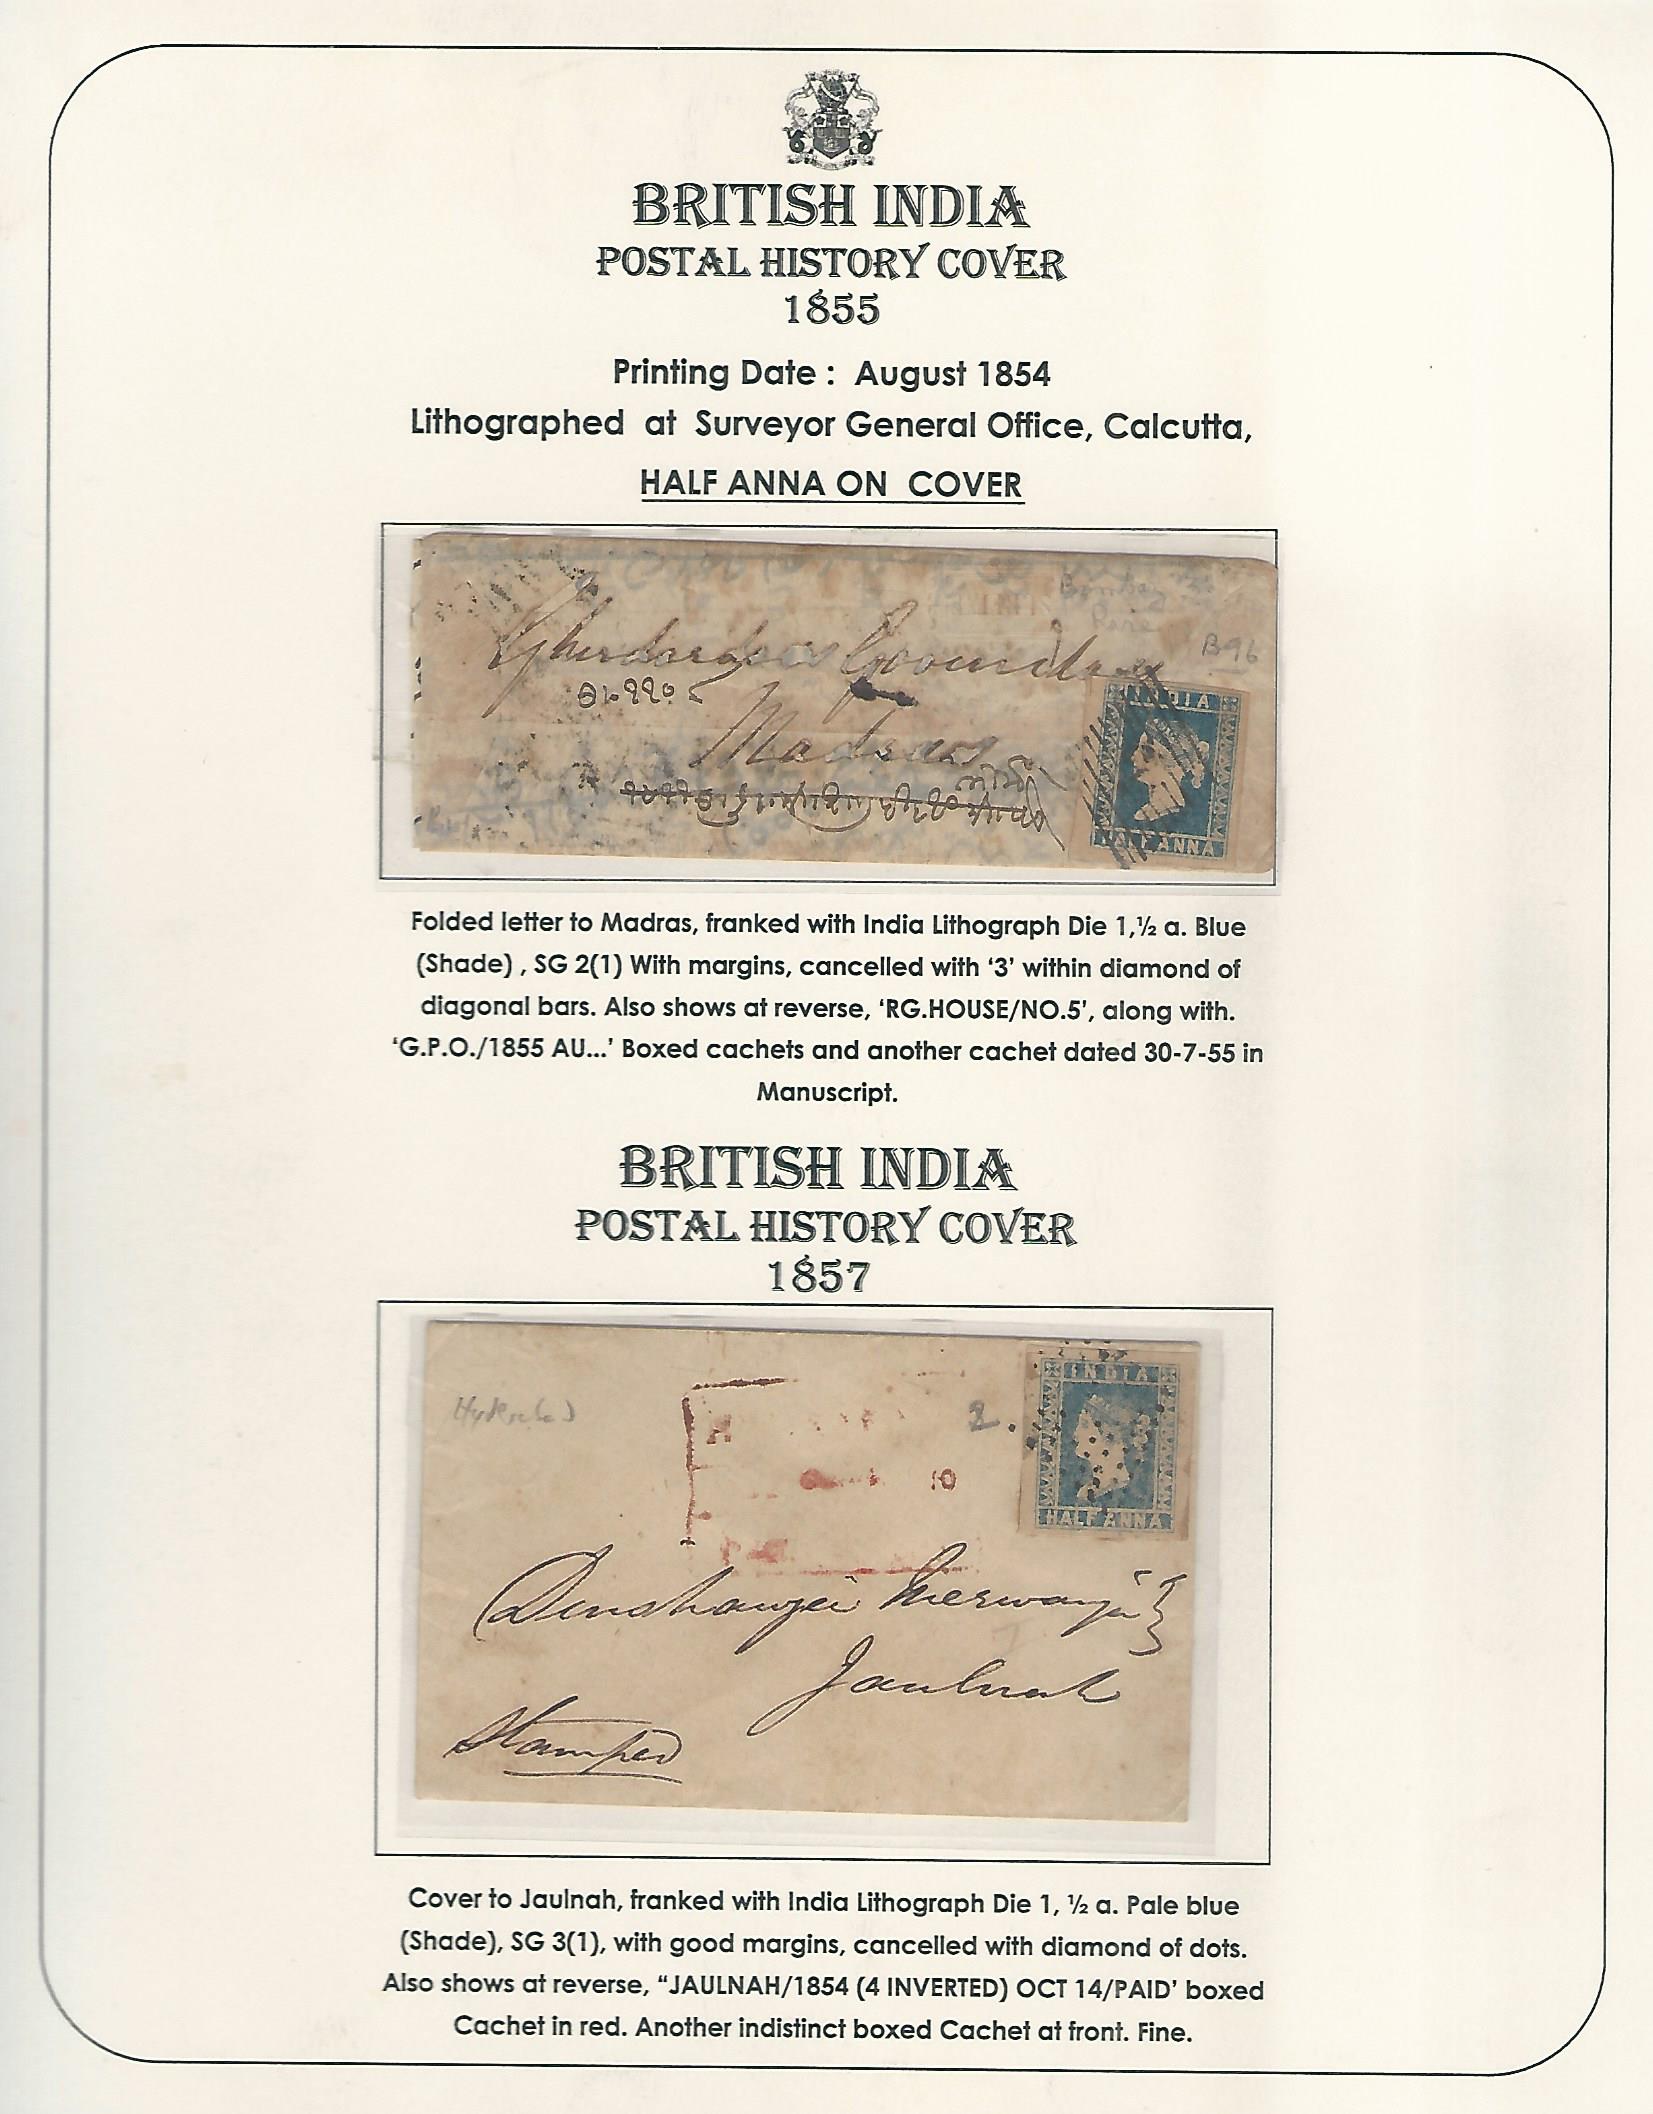 BRITISH INDIA
POSTAL HISTORY COVER
1855
Printing Date : August 1854
Lithographed at Surveyor General Office, Calcutta,
HALF ANNA ON COVER
Bombay
Rare
B96
Madras
INDIA
HALF ANNA
Folded letter to Madras, franked with India Lithograph Die 1,½ a. Blue
(Shade) , SG 2(1) With margins, cancelled with ‘3’ within diamond of
diagonal bars. Also shows at reverse, ‘RG.HOUSE/NO.5’, along with.
‘G.P.O./1855 AU...’ Boxed cachets and another cachet dated 30-7-55 in
Manuscript.
BRITISH INDIA
POSTAL HISTORY COVER
1857
2.
INDIA
10
HALF ANNA
Jaulnah
Stamped
Cover to Jaulnah, franked with India Lithograph Die 1, ½ a. Pale blue
(Shade), SG 3(1), with good margins, cancelled with diamond of dots.
Also shows at reverse, “JAULNAH/1854 (4 INVERTED) OCT 14/PAID’ boxed
Cachet in red. Another indistinct boxed Cachet at front. Fine.